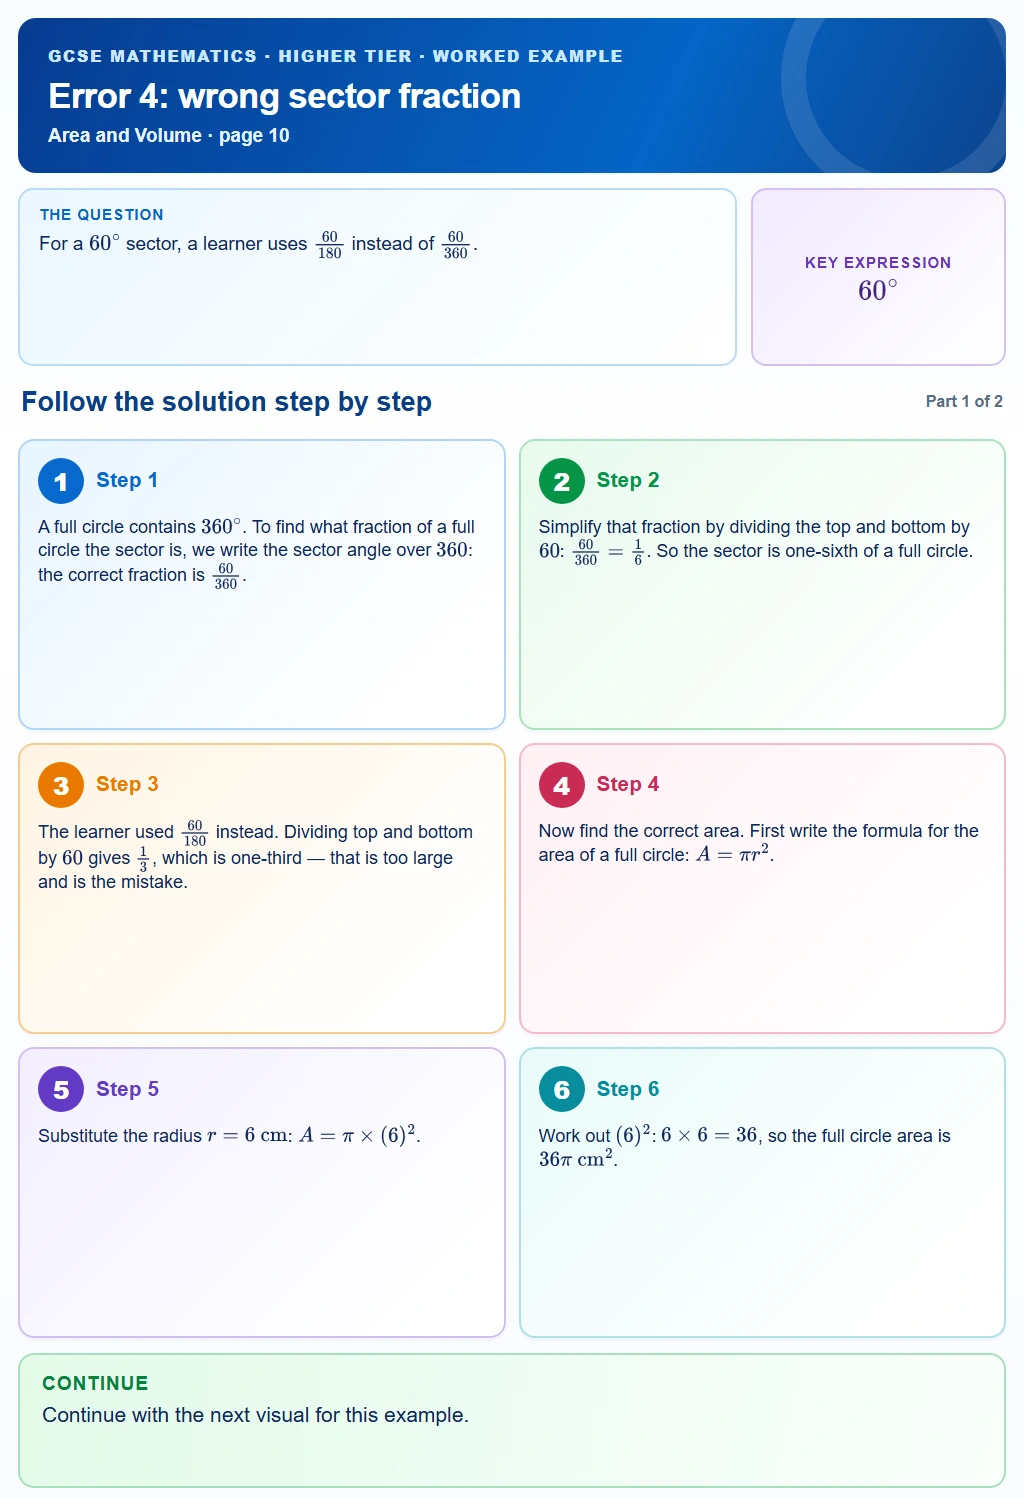 GCSE MATHEMATICS · HIGHER TIER · WORKED EXAMPLE
Error 4: wrong sector fraction
Area and Volume · page 10
THE QUESTION
For a 60° sector, a learner uses 60/180 instead of 60/360.
KEY EXPRESSION
60°
Follow the solution step by step
Part 1 of 2
1 Step 1
A full circle contains 360°. To find what fraction of a full
circle the sector is, we write the sector angle over 360:
the correct fraction is 60/360.
2 Step 2
Simplify that fraction by dividing the top and bottom by
60: 60/360 = 1/6. So the sector is one-sixth of a full circle.
3 Step 3
The learner used 60/180 instead. Dividing top and bottom
by 60 gives 1/3, which is one-third — that is too large
and is the mistake.
4 Step 4
Now find the correct area. First write the formula for the
area of a full circle: A = πr².
5 Step 5
Substitute the radius r = 6 cm: A = π × (6)².
6 Step 6
Work out (6)²: 6 × 6 = 36, so the full circle area is
36π cm².
CONTINUE
Continue with the next visual for this example.